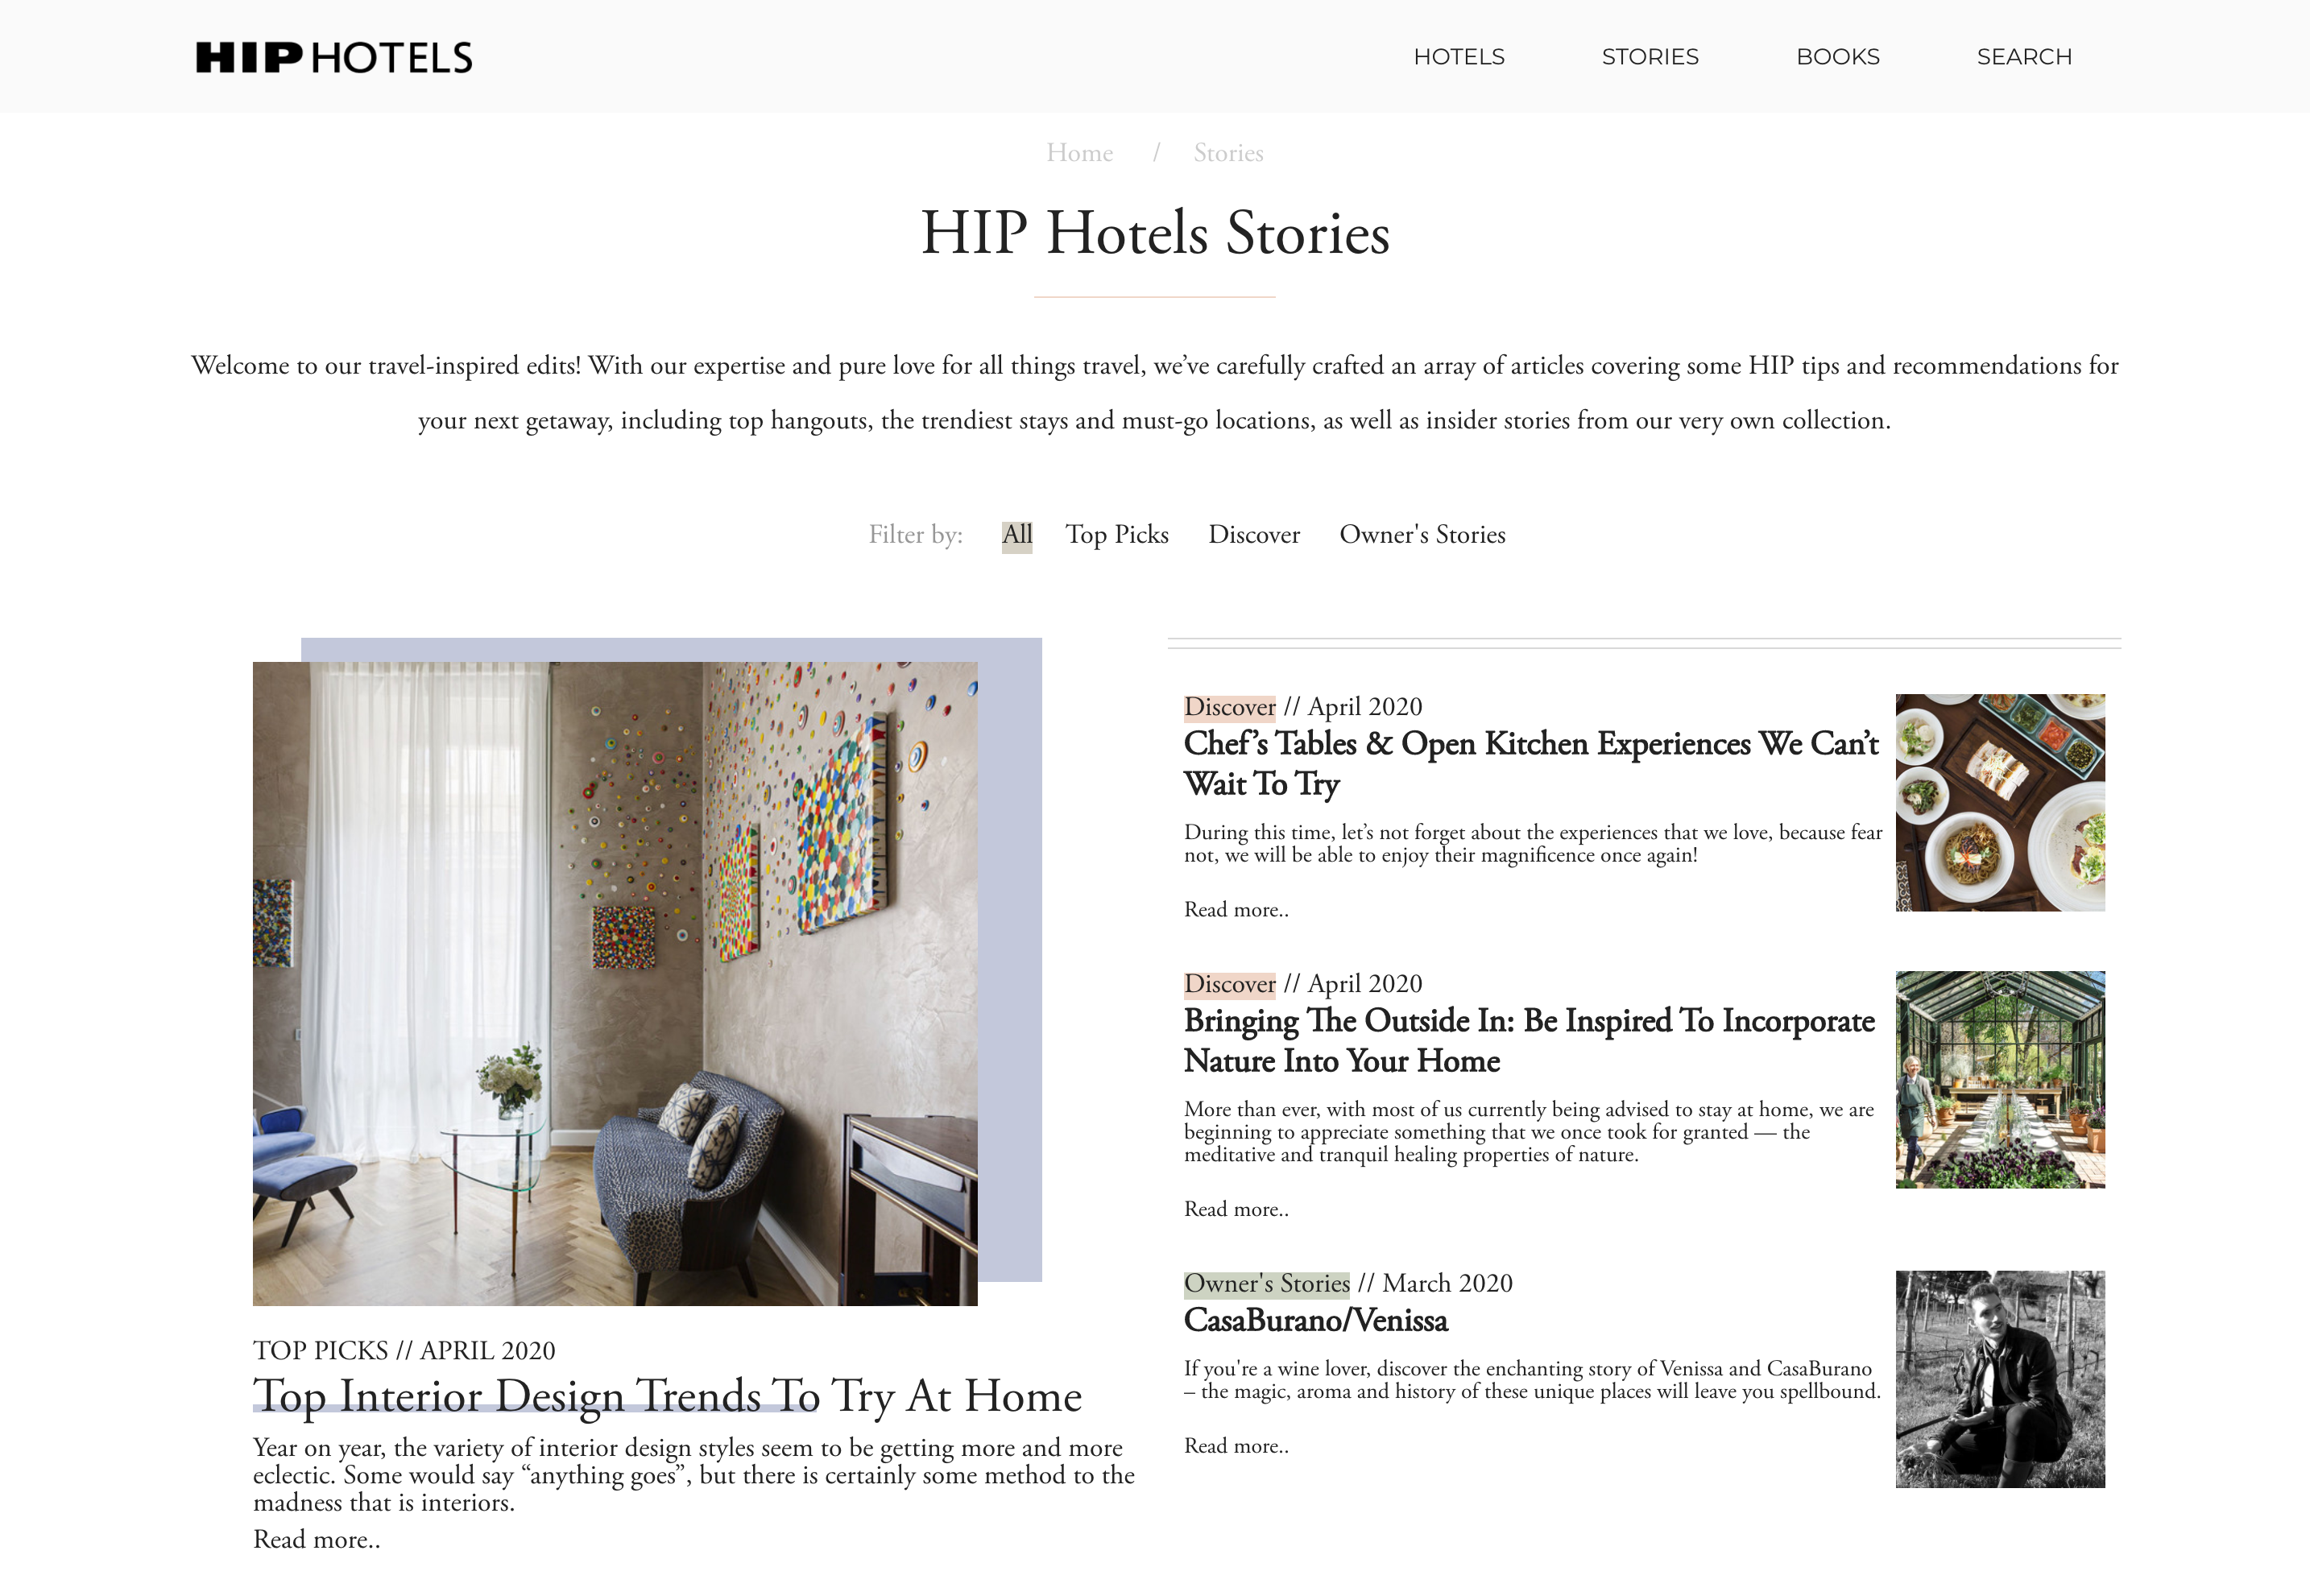 HIP HOTELS
HOTELS
STORIES
BOOKS
SEARCH
Home / Stories
HIP Hotels Stories
Welcome to our travel-inspired edits! With our expertise and pure love for all things travel, we’ve carefully crafted an array of articles covering some HIP tips and recommendations for
your next getaway, including top hangouts, the trendiest stays and must-go locations, as well as insider stories from our very own collection.
Filter by: All Top Picks Discover Owner's Stories
TOP PICKS // APRIL 2020
Top Interior Design Trends To Try At Home
Year on year, the variety of interior design styles seem to be getting more and more
eclectic. Some would say “anything goes”, but there is certainly some method to the
madness that is interiors.
Read more..
Discover // April 2020
Chef’s Tables & Open Kitchen Experiences We Can’t
Wait To Try
During this time, let’s not forget about the experiences that we love, because fear
not, we will be able to enjoy their magnificence once again!
Read more..
Discover // April 2020
Bringing The Outside In: Be Inspired To Incorporate
Nature Into Your Home
More than ever, with most of us currently being advised to stay at home, we are
beginning to appreciate something that we once took for granted — the
meditative and tranquil healing properties of nature.
Read more..
Owner's Stories // March 2020
CasaBurano/Venissa
If you're a wine lover, discover the enchanting story of Venissa and CasaBurano
– the magic, aroma and history of these unique places will leave you spellbound.
Read more..